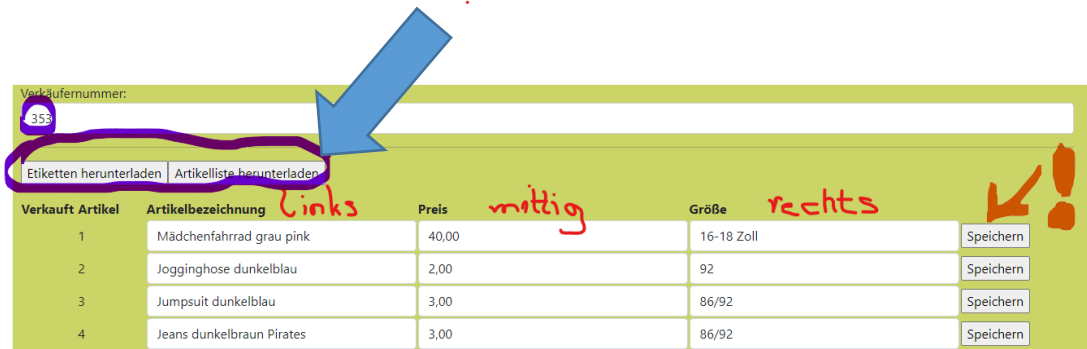 Verkäufernummer:
353
Etiketten herunterladen Artikelliste herunterladen
Verkauft Artikel Artikelbezeichnung Links Preis mittig Größe rechts !
1 Mädchenfahrrad grau pink 40,00 16-18 Zoll Speichern
2 Jogginghose dunkelblau 2,00 92 Speichern
3 Jumpsuit dunkelblau 3,00 86/92 Speichern
4 Jeans dunkelbraun Pirates 3,00 86/92 Speichern